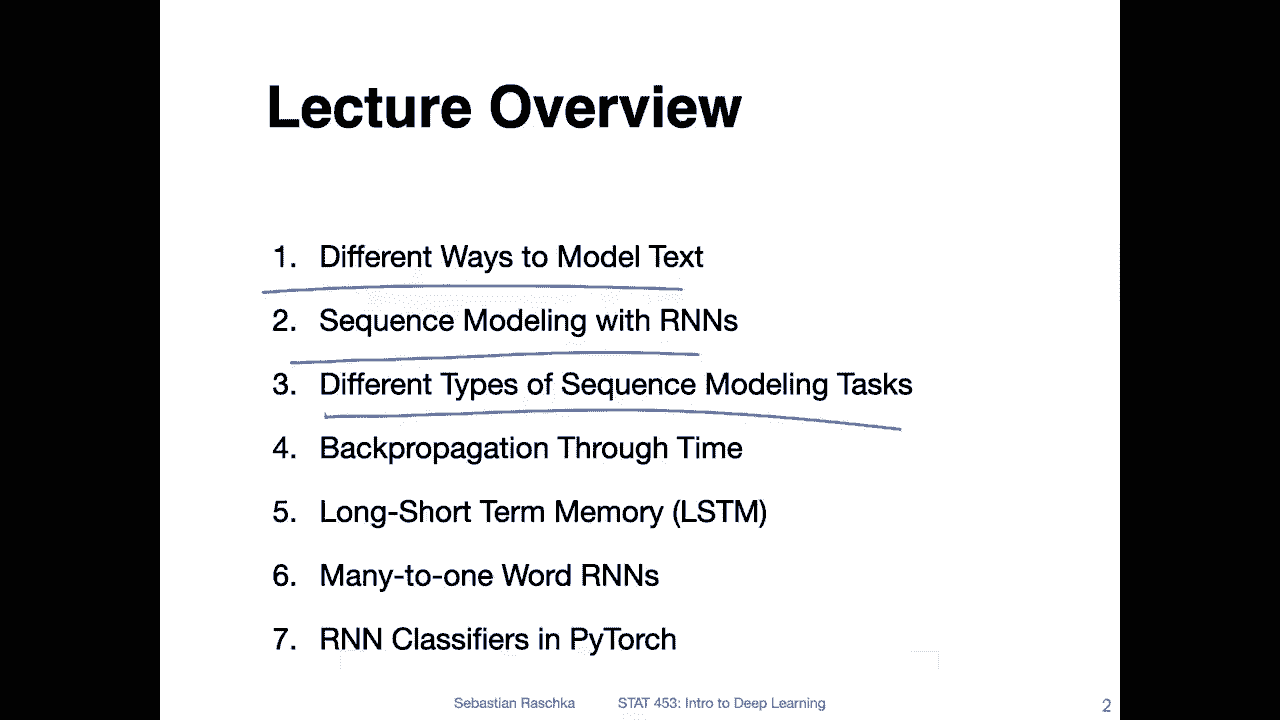 Lecture Overview
1. Different Ways to Model Text
2. Sequence Modeling with RNNs
3. Different Types of Sequence Modeling Tasks
4. Backpropagation Through Time
5. Long-Short Term Memory (LSTM)
6. Many-to-one Word RNNs
7. RNN Classifiers in PyTorch
Sebastian Raschka STAT 453: Intro to Deep Learning 2